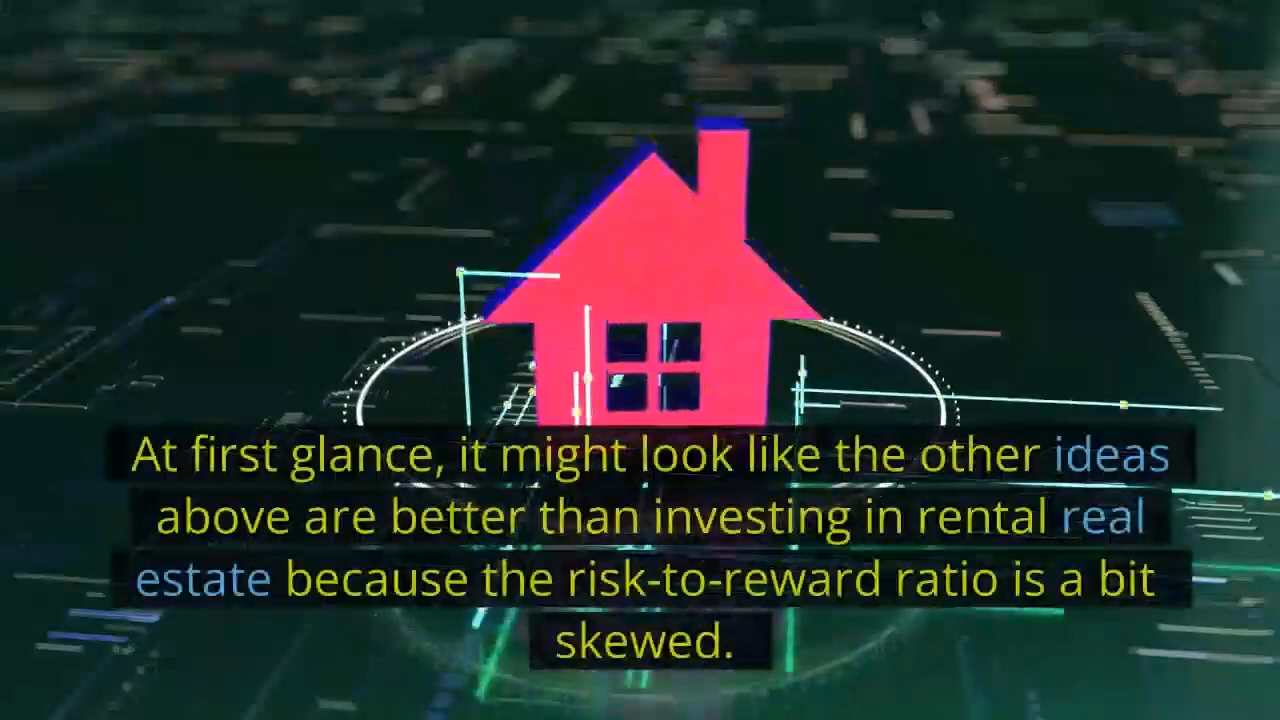 At first glance, it might look like the other ideas
above are better than investing in rental real
estate because the risk-to-reward ratio is a bit
skewed.